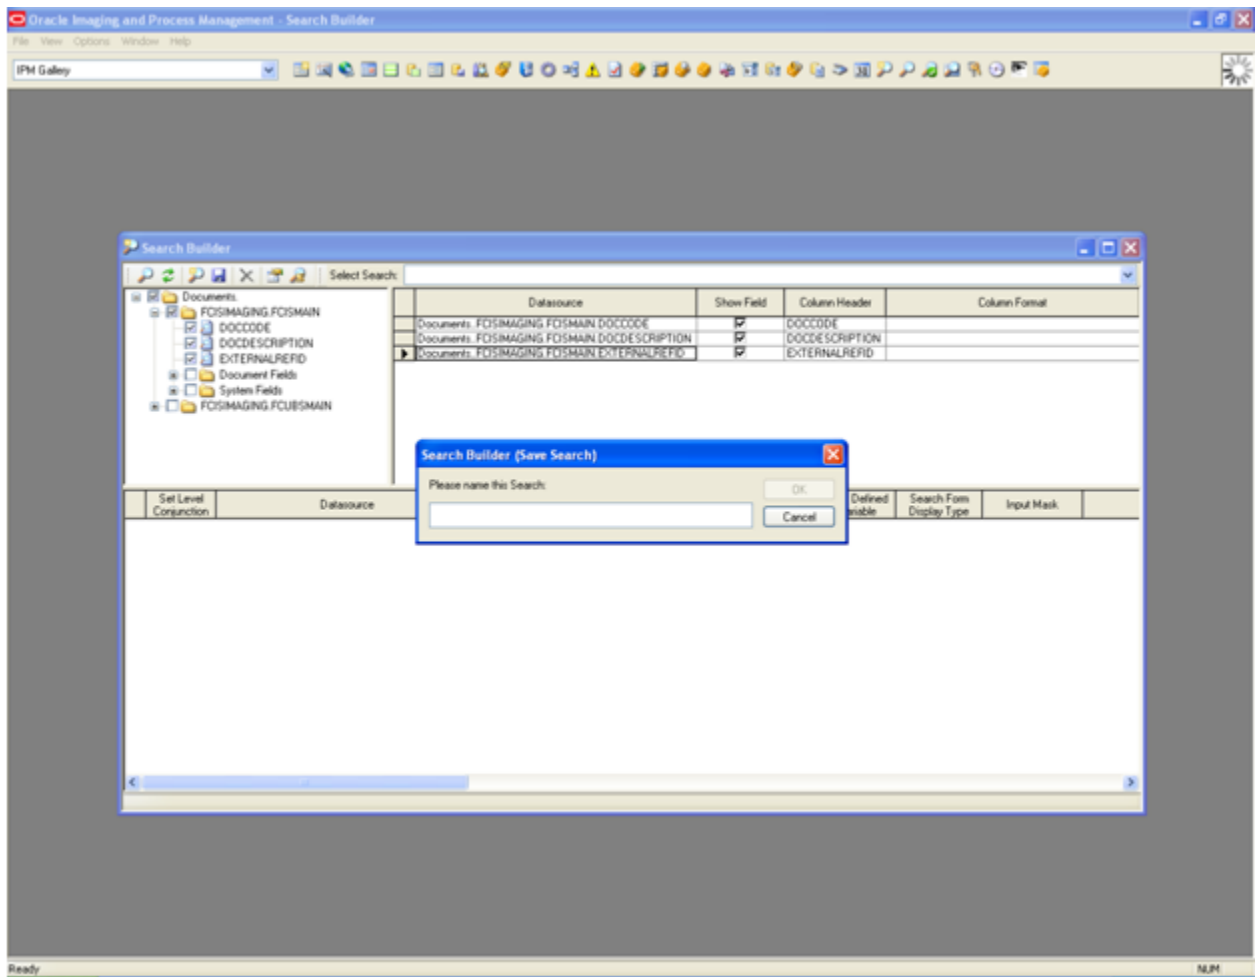 Oracle Imaging and Process Management - Search Builder
File View Options Window Help
IPM Gallery
Search Builder
Select Search:
Documents.
FCISIMAGING.FCISMAIN
DOCCODE
DOCDESCRIPTION
EXTERNALREFID
Document Fields
System Fields
FCISIMAGING.FCUBSMAIN
Datasource Show Field Column Header Column Format
Documents..FCISIMAGING.FCISMAIN.DOCCODE DOCCODE
Documents..FCISIMAGING.FCISMAIN.DOCDESCRIPTION DOCDESCRIPTION
Documents..FCISIMAGING.FCISMAIN.EXTERNALREFID EXTERNALREFID
Search Builder (Save Search)
Please name this Search:
OK
Cancel
Set Level Conjunction Datasource Defined Search Form Display Type Input Mask
Ready NUM